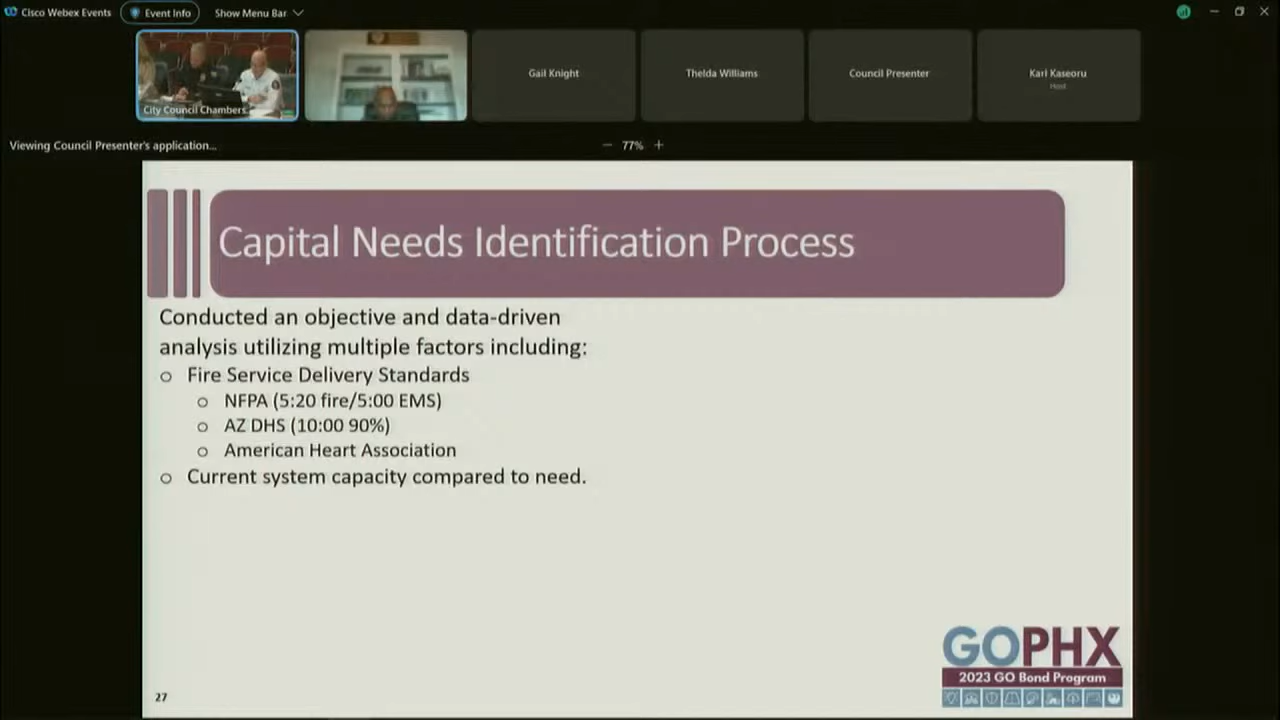 Cisco Webex Events
Event Info
Show Menu Bar
City Council Chambers
Gail Knight
Thelda Williams
Council Presenter
Karl Kaseoru
Host
Viewing Council Presenter's application...
77%
Capital Needs Identification Process
Conducted an objective and data-driven
analysis utilizing multiple factors including:
o Fire Service Delivery Standards
o NFPA (5:20 fire/5:00 EMS)
o AZ DHS (10:00 90%)
o American Heart Association
o Current system capacity compared to need.
GOPHX
2023 GO Bond Program
27